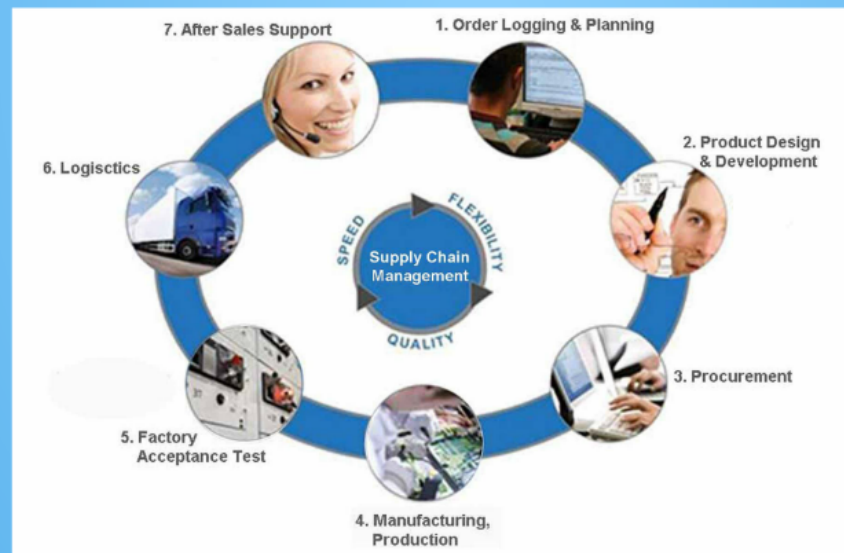 7. After Sales Support
1. Order Logging & Planning
2. Product Design
& Development
6. Logisctics
SPEED
FLEXIBILITY
Supply Chain
Management
QUALITY
3. Procurement
5. Factory
Acceptance Test
4. Manufacturing,
Production